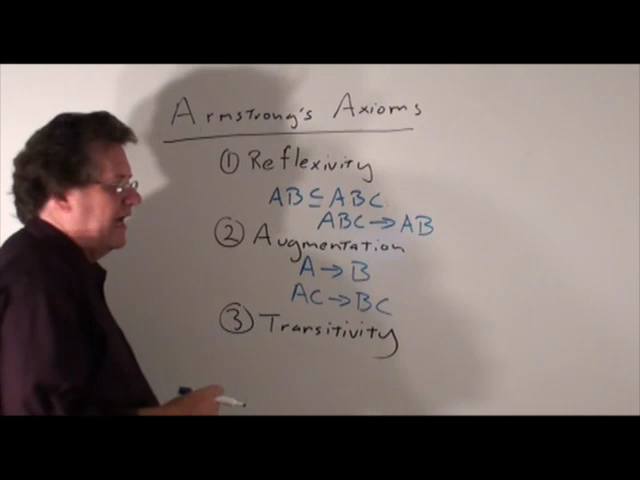 Armstrong's Axioms
① Reflexivity
AB ⊆ ABC
ABC → AB
② Augmentation
A → B
AC → BC
③ Transitivity